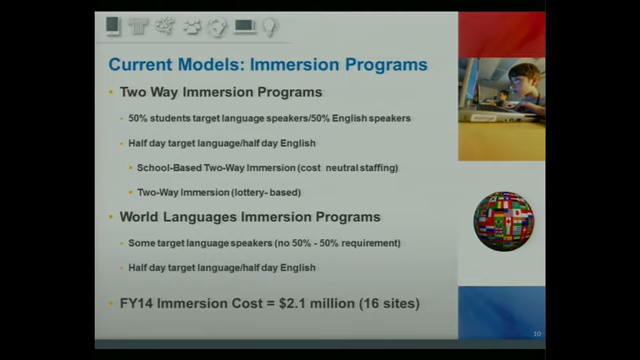 Current Models: Immersion Programs
Two Way Immersion Programs
50% students target language speakers/50% English speakers
Half day target language/half day English
School-Based Two-Way Immersion (cost neutral staffing)
Two-Way Immersion (lottery- based)
World Languages Immersion Programs
Some target language speakers (no 50% - 50% requirement)
Half day target language/half day English
FY14 Immersion Cost = $2.1 million (16 sites)
10